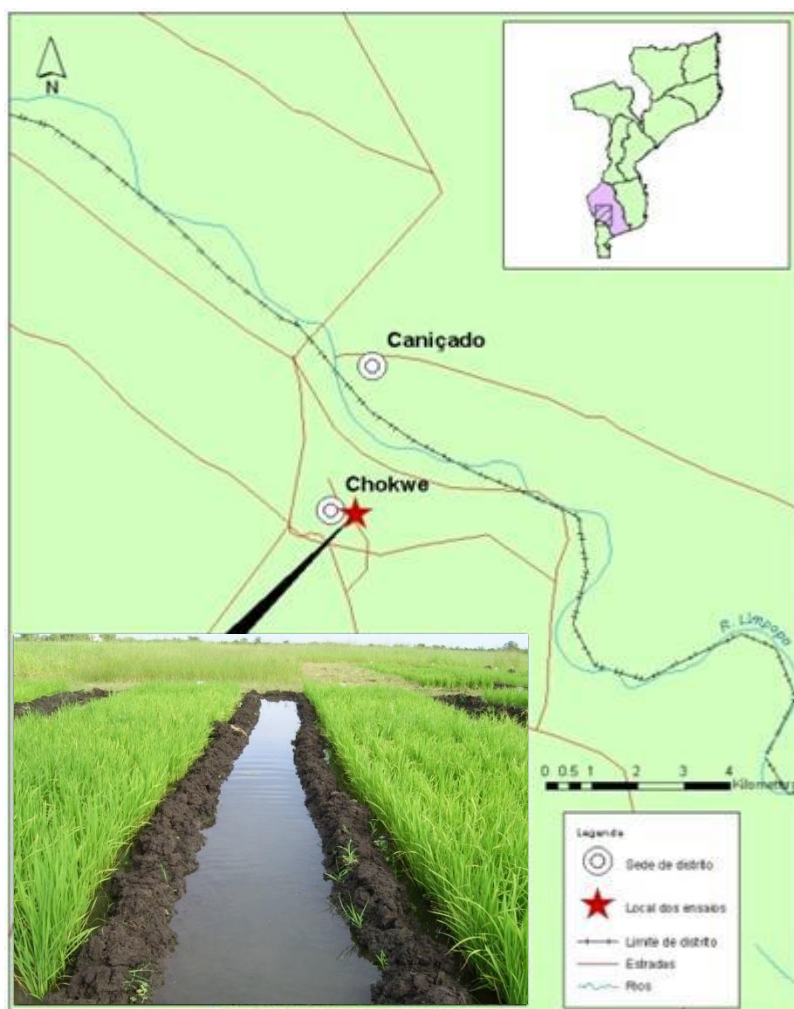 N
Caniçado
Chokwe
R. Limpopo
0 0.5 1 2 3 4
Kilometers
Legenda
Sede de distrito
Local dos ensaios
Limite de distrito
Estradas
Rios